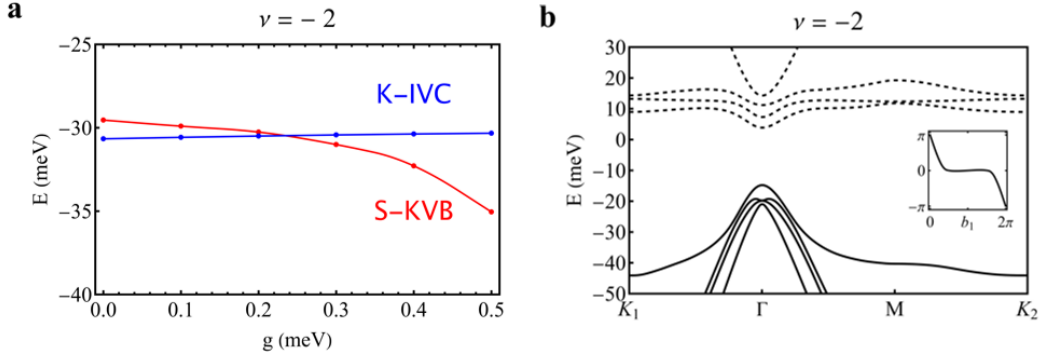 a
ν = − 2
−25
−30
−35
−40
E (meV)
K−IVC
S−KVB
0.0 0.1 0.2 0.3 0.4 0.5
g (meV)
b
ν = −2
30
20
10
0
−10
−20
−30
−40
−50
E (meV)
π
0
−π
0 b₁ 2π
K₁ Γ M K₂